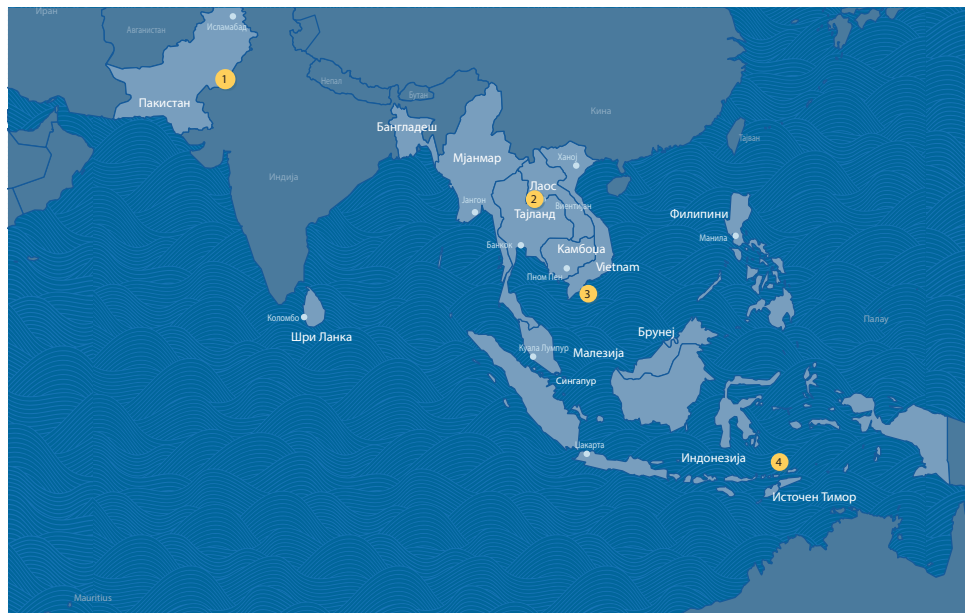 Иран
Авганистан
Исламабад
1
Пакистан
Непал
Бутан
Кина
Бангладеш
Тајван
Мјанмар
Ханој
Индија
Лаос
Јангон
2
Виентијан
Тајланд
Филипини
Манила
Банкок
Камбоџа
Vietnam
Пном Пен
3
Коломбо
Шри Ланка
Палау
Брунеј
Куала Лумпур
Малезија
Сингапур
Џакарта
Индонезија
4
Источен Тимор
Mauritius